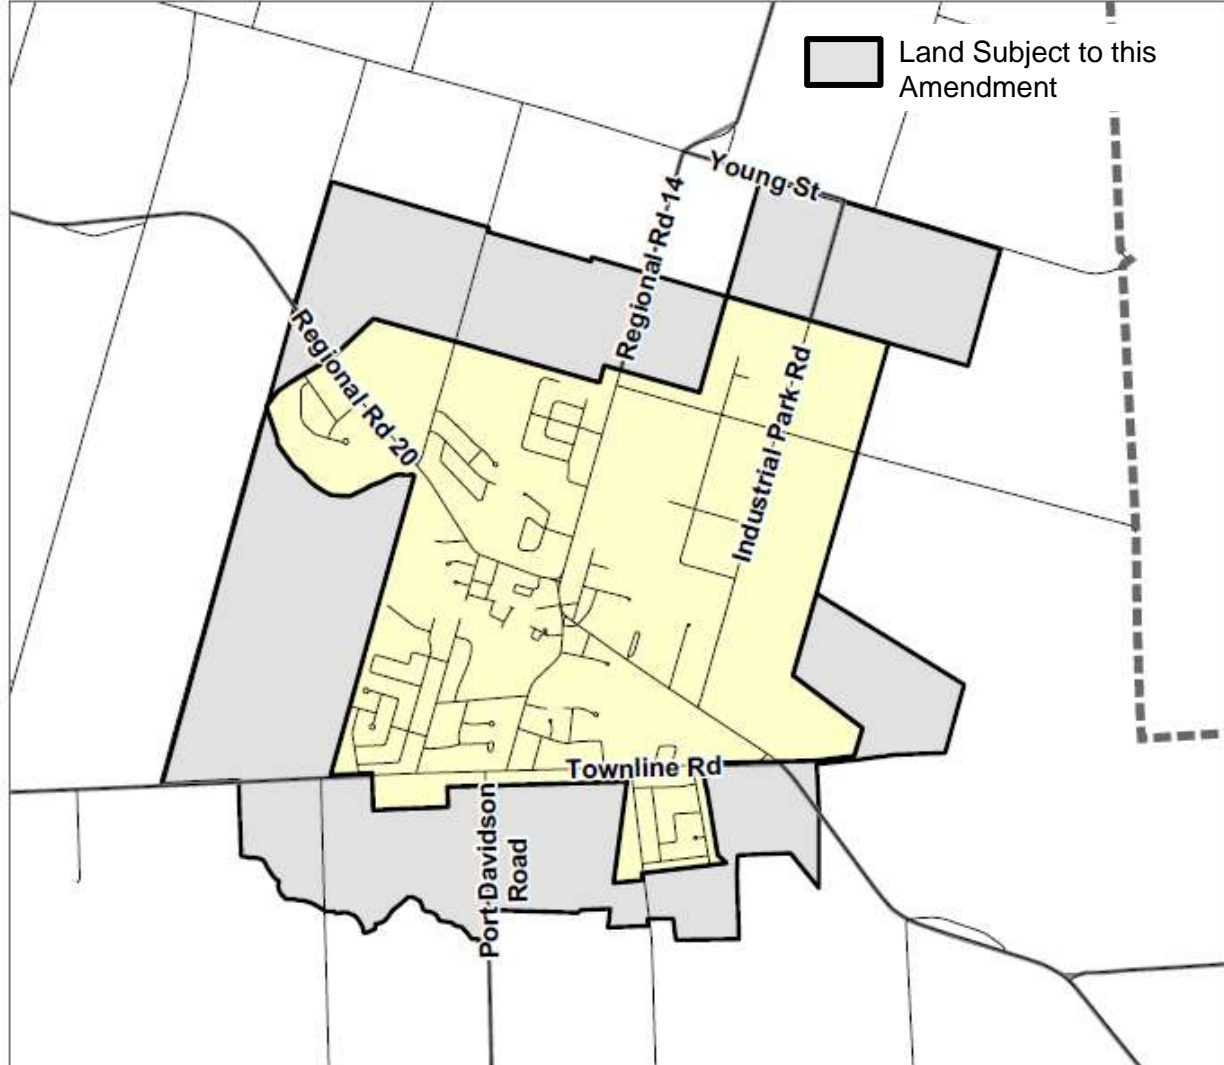 Land Subject to this
Amendment
Young St
Regional Rd 14
Regional Rd 20
Industrial Park Rd
Townline Rd
Port Davidson
Road